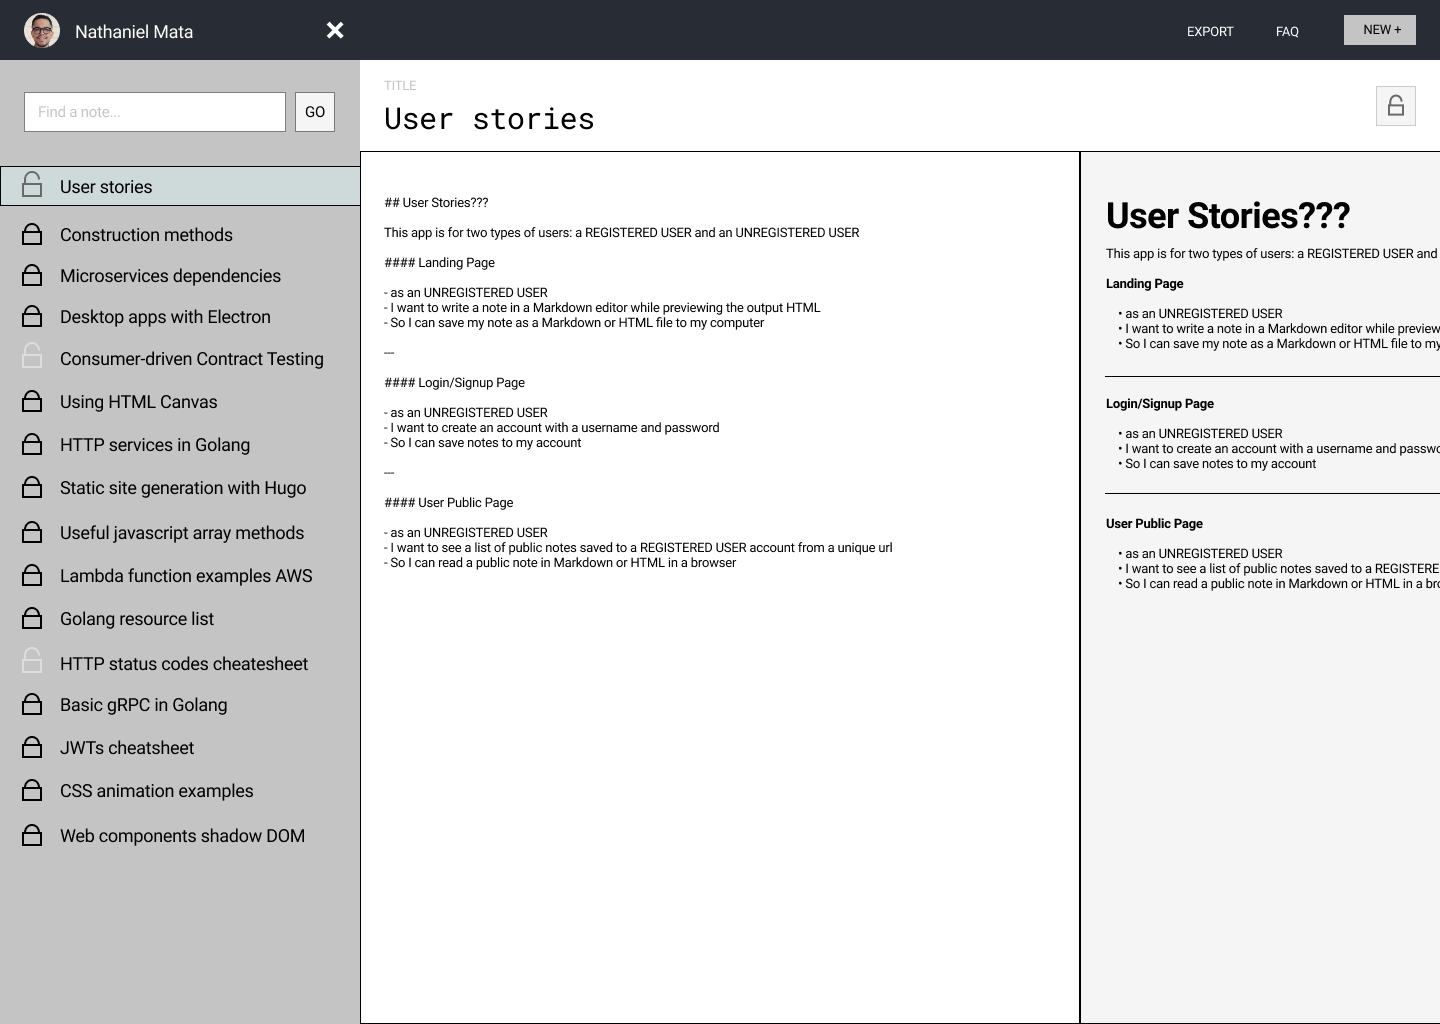 Nathaniel Mata
EXPORT
FAQ
NEW +
Find a note...
GO
User stories
Construction methods
Microservices dependencies
Desktop apps with Electron
Consumer-driven Contract Testing
Using HTML Canvas
HTTP services in Golang
Static site generation with Hugo
Useful javascript array methods
Lambda function examples AWS
Golang resource list
HTTP status codes cheatesheet
Basic gRPC in Golang
JWTs cheatsheet
CSS animation examples
Web components shadow DOM
TITLE
User stories
## User Stories???
This app is for two types of users: a REGISTERED USER and an UNREGISTERED USER
#### Landing Page
- as an UNREGISTERED USER
- I want to write a note in a Markdown editor while previewing the output HTML
- So I can save my note as a Markdown or HTML file to my computer
---
#### Login/Signup Page
- as an UNREGISTERED USER
- I want to create an account with a username and password
- So I can save notes to my account
---
#### User Public Page
- as an UNREGISTERED USER
- I want to see a list of public notes saved to a REGISTERED USER account from a unique url
- So I can read a public note in Markdown or HTML in a browser
User Stories???
This app is for two types of users: a REGISTERED USER and
Landing Page
• as an UNREGISTERED USER
• I want to write a note in a Markdown editor while preview
• So I can save my note as a Markdown or HTML file to my
Login/Signup Page
• as an UNREGISTERED USER
• I want to create an account with a username and passwo
• So I can save notes to my account
User Public Page
• as an UNREGISTERED USER
• I want to see a list of public notes saved to a REGISTERE
• So I can read a public note in Markdown or HTML in a bro